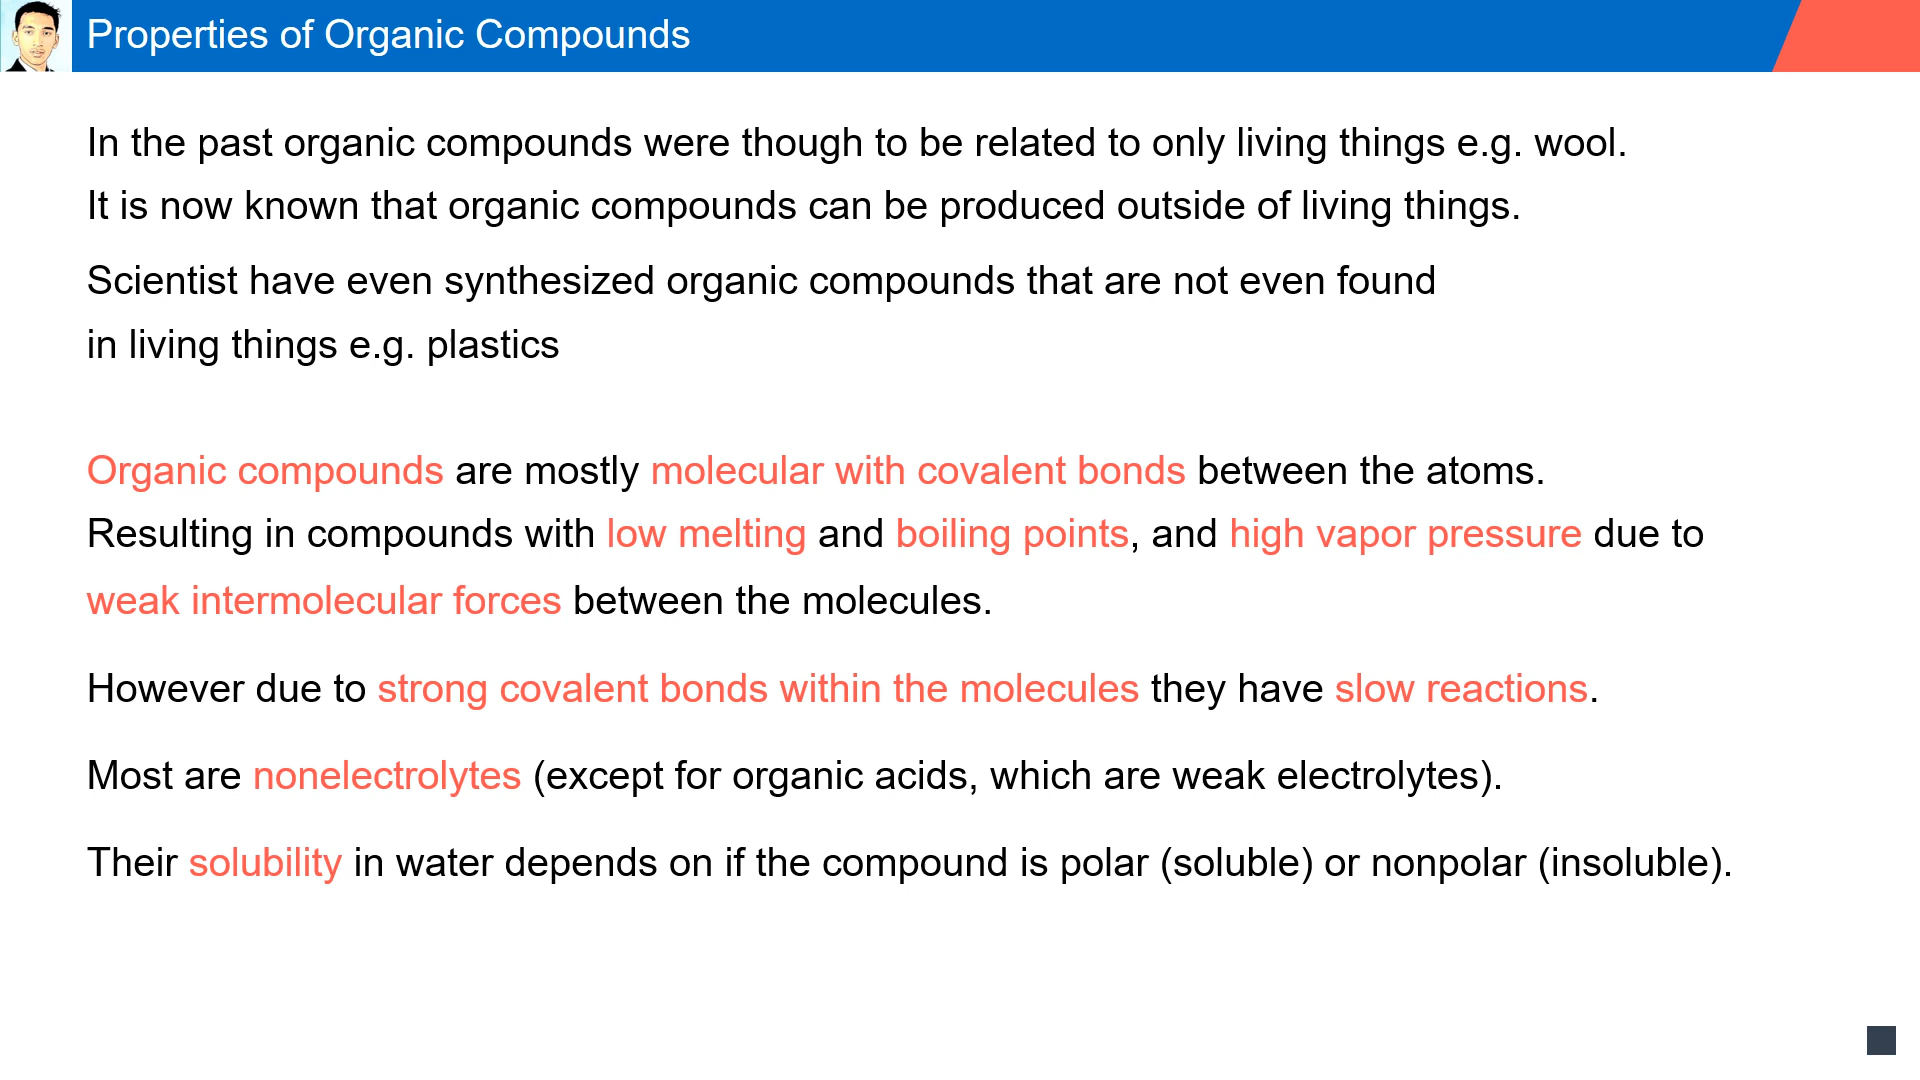 Properties of Organic Compounds
In the past organic compounds were though to be related to only living things e.g. wool.
It is now known that organic compounds can be produced outside of living things.
Scientist have even synthesized organic compounds that are not even found
in living things e.g. plastics
Organic compounds are mostly molecular with covalent bonds between the atoms.
Resulting in compounds with low melting and boiling points, and high vapor pressure due to
weak intermolecular forces between the molecules.
However due to strong covalent bonds within the molecules they have slow reactions.
Most are nonelectrolytes (except for organic acids, which are weak electrolytes).
Their solubility in water depends on if the compound is polar (soluble) or nonpolar (insoluble).